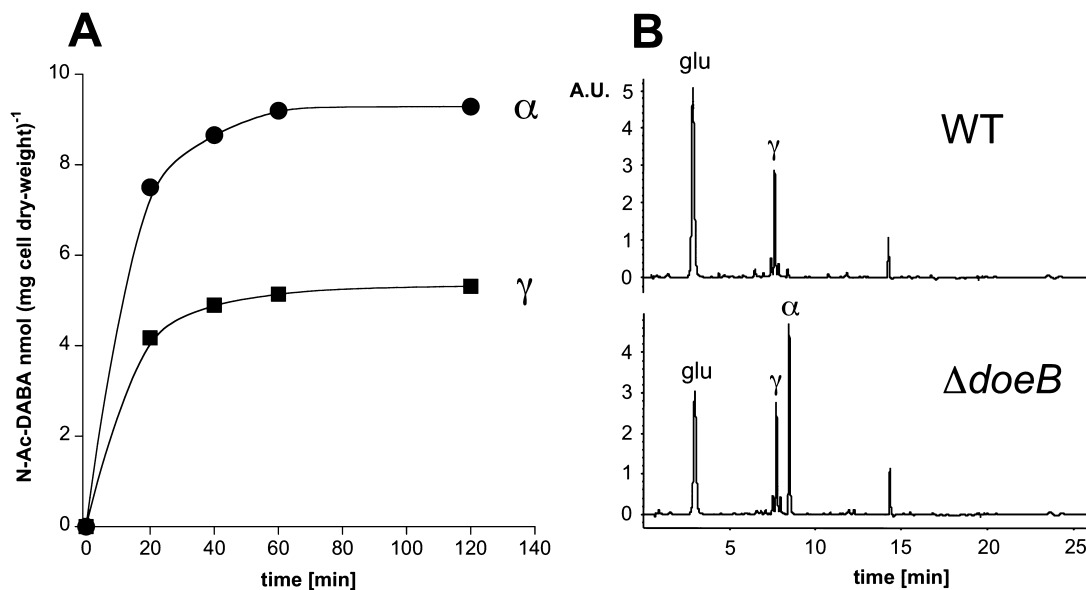 A
N-Ac-DABA nmol (mg cell dry-weight)⁻¹
10
8
6
4
2
0
α
γ
0 20 40 60 80 100 120 140
time [min]
B
A.U.
glu
γ
WT
5
4
3
2
1
0
α
glu
γ
ΔdoeB
4
3
2
1
0
5 10 15 20 25
time [min]